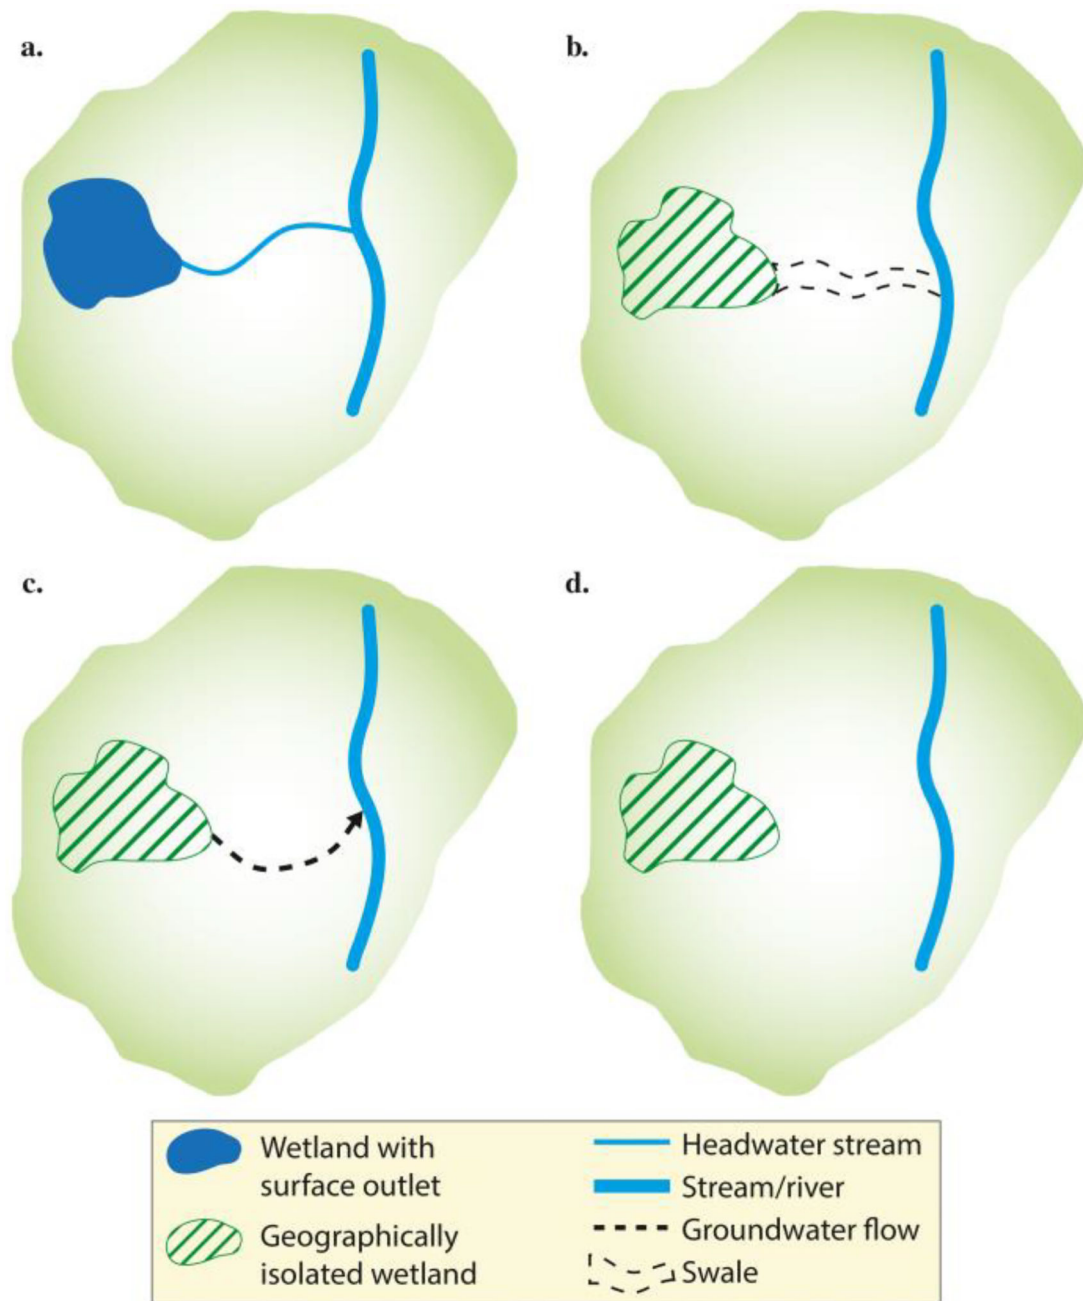 a.
b.
c.
d.
Wetland with
surface outlet
Geographically
isolated wetland
Headwater stream
Stream/river
Groundwater flow
Swale